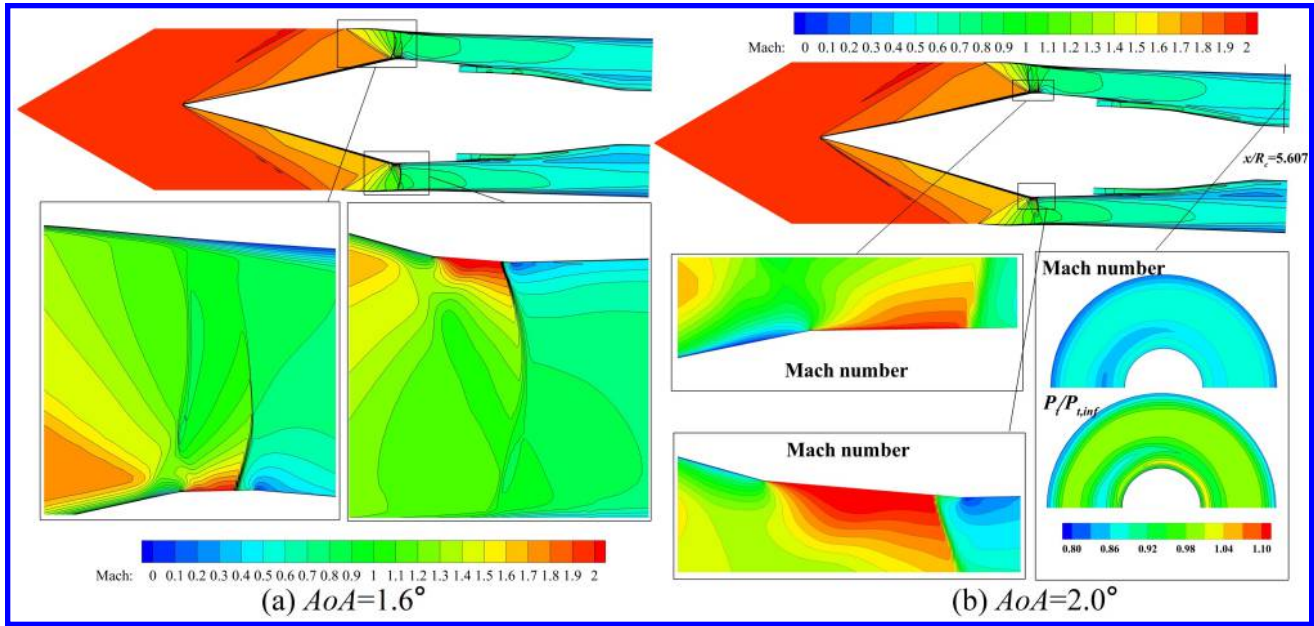 Mach: 0 0.1 0.2 0.3 0.4 0.5 0.6 0.7 0.8 0.9 1 1.1 1.2 1.3 1.4 1.5 1.6 1.7 1.8 1.9 2
x/R_c=5.607
Mach number
Mach number
Mach number
P_t/P_{t,inf}
0.80 0.86 0.92 0.98 1.04 1.10
Mach: 0 0.1 0.2 0.3 0.4 0.5 0.6 0.7 0.8 0.9 1 1.1 1.2 1.3 1.4 1.5 1.6 1.7 1.8 1.9 2
(a) AoA=1.6°
(b) AoA=2.0°